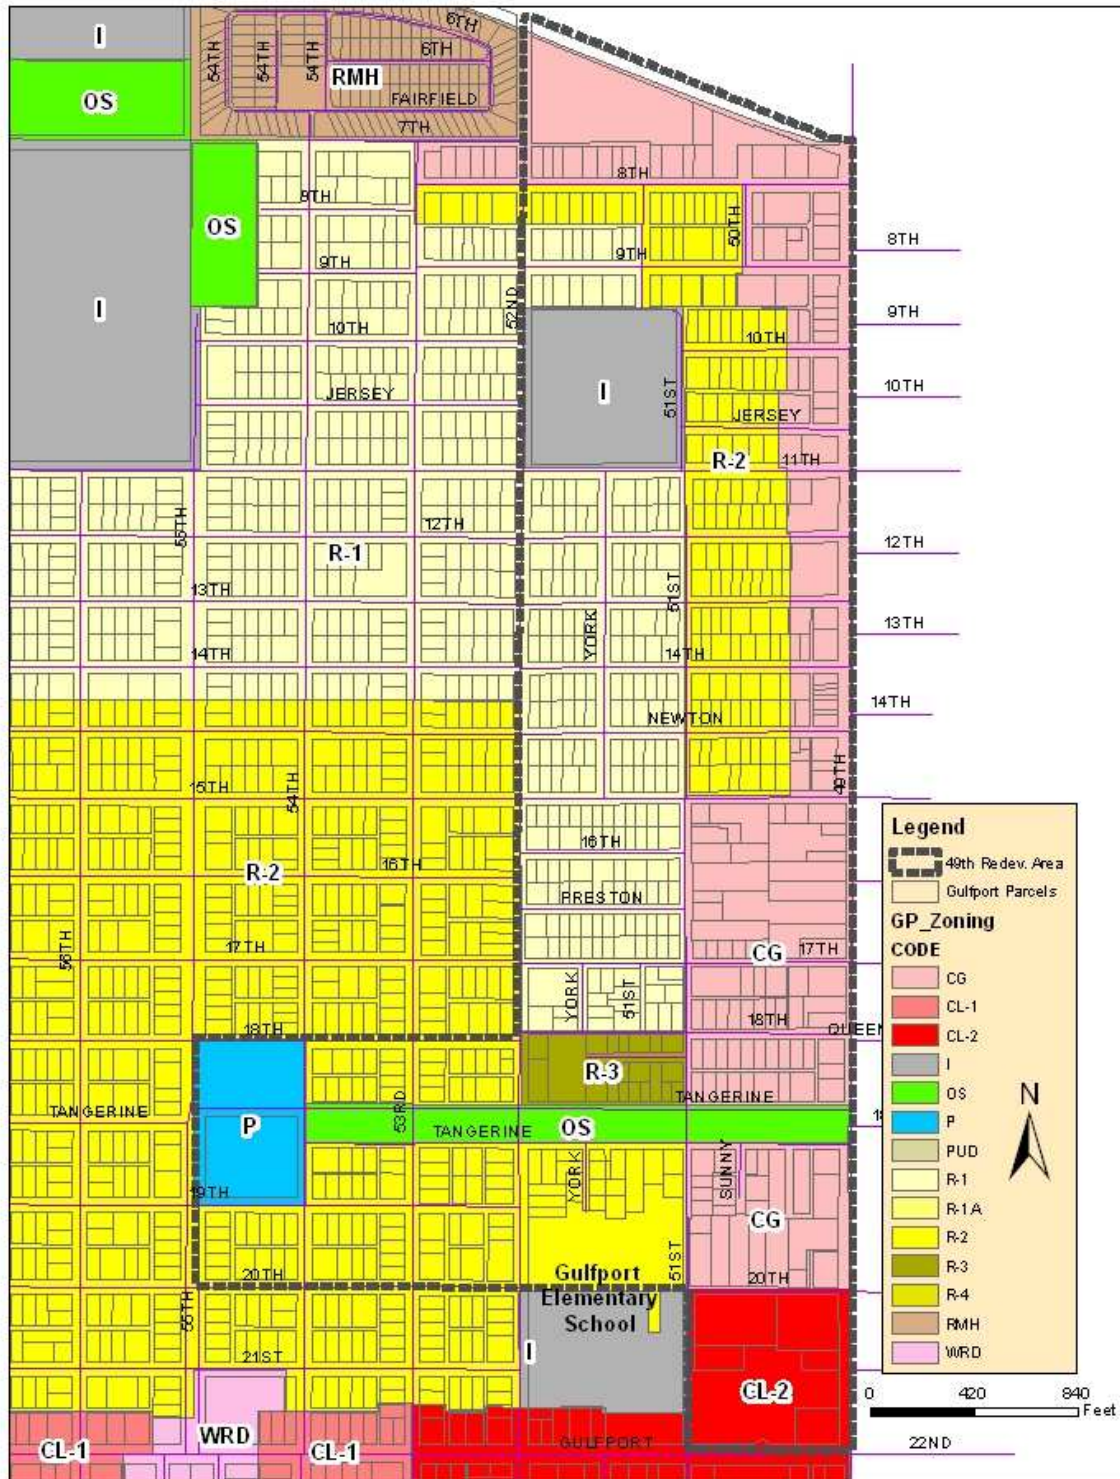 I
54TH
54TH
54TH
6TH
6TH
RMH
OS
FAIRFIELD
7TH
8TH
8TH
OS
50TH
9TH
8TH
9TH
I
52ND
10TH
10TH
9TH
I
51ST
JERSEY
JERSEY
10TH
R-2
11TH
55TH
12TH
R-1
12TH
13TH
51ST
13TH
YORK
14TH
14TH
NEWTON
14TH
15TH
54TH
49TH
Legend
49th Redev. Area
Gulfport Parcels
GP_Zoning
CODE
CG
CL-1
CL-2
I
OS
P
PUD
R-1
R-1A
R-2
R-3
R-4
RMH
WRD
16TH
R-2
16TH
PRESTON
56TH
17TH
CG
17TH
YORK
51ST
18TH
18TH
QUEEN
R-3
TANGERINE
TANGERINE
53RD
P
TANGERINE
OS
N
19TH
YORK
SUNNY
CG
20TH
51ST
20TH
Gulfport
Elementary
School
55TH
21ST
I
0 420 840
Feet
CL-2
WRD
CL-1
CL-1
GULFPORT
22ND